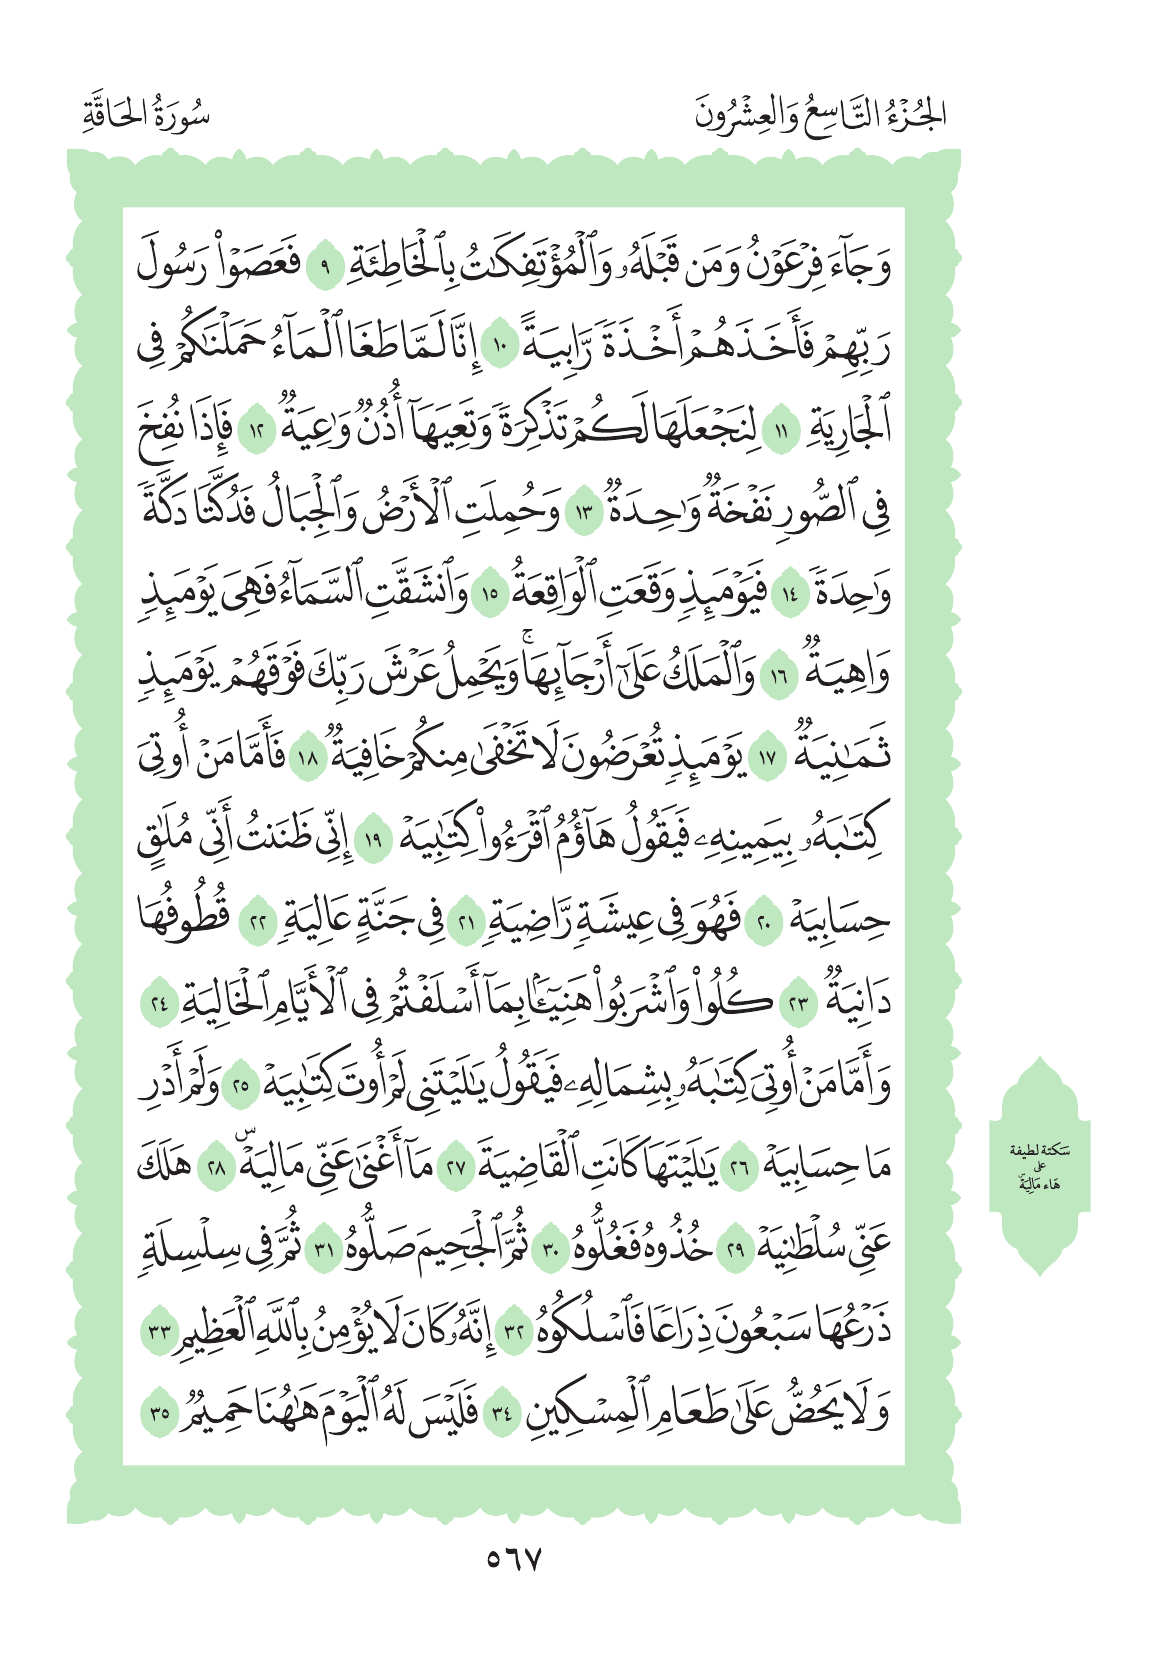 الجُزْءُ التَّاسِعُ وَالعِشْرُونَ
سُورَةُ الحَاقَّةِ
وَجَآءَ فِرْعَوْنُ وَمَن قَبْلَهُۥ وَٱلْمُؤْتَفِكَٰتُ بِٱلْخَاطِئَةِ ٩ فَعَصَوْا۟ رَسُولَ
رَبِّهِمْ فَأَخَذَهُمْ أَخْذَةً رَّابِيَةً ١٠ إِنَّا لَمَّا طَغَا ٱلْمَآءُ حَمَلْنَٰكُمْ فِى
ٱلْجَارِيَةِ ١١ لِنَجْعَلَهَا لَكُمْ تَذْكِرَةً وَتَعِيَهَآ أُذُنٌ وَٰعِيَةٌ ١٢ فَإِذَا نُفِخَ
فِى ٱلصُّورِ نَفْخَةٌ وَٰحِدَةٌ ١٣ وَحُمِلَتِ ٱلْأَرْضُ وَٱلْجِبَالُ فَدُكَّتَا دَكَّةً
وَٰحِدَةً ١٤ فَيَوْمَئِذٍ وَقَعَتِ ٱلْوَاقِعَةُ ١٥ وَٱنشَقَّتِ ٱلسَّمَآءُ فَهِىَ يَوْمَئِذٍ
وَاهِيَةٌ ١٦ وَٱلْمَلَكُ عَلَىٰٓ أَرْجَآئِهَا ۚ وَيَحْمِلُ عَرْشَ رَبِّكَ فَوْقَهُمْ يَوْمَئِذٍ
ثَمَٰنِيَةٌ ١٧ يَوْمَئِذٍ تُعْرَضُونَ لَا تَخْفَىٰ مِنكُمْ خَافِيَةٌ ١٨ فَأَمَّا مَنْ أُوتِىَ
كِتَٰبَهُۥ بِيَمِينِهِۦ فَيَقُولُ هَآؤُمُ ٱقْرَءُوا۟ كِتَٰبِيَهْ ١٩ إِنِّى ظَنَنتُ أَنِّى مُلَٰقٍ
حِسَابِيَهْ ٢٠ فَهُوَ فِى عِيشَةٍ رَّاضِيَةٍ ٢١ فِى جَنَّةٍ عَالِيَةٍ ٢٢ قُطُوفُهَا
دَانِيَةٌ ٢٣ كُلُوا۟ وَٱشْرَبُوا۟ هَنِيٓـًٔۢا بِمَآ أَسْلَفْتُمْ فِى ٱلْأَيَّامِ ٱلْخَالِيَةِ ٢٤
وَأَمَّا مَنْ أُوتِىَ كِتَٰبَهُۥ بِشِمَالِهِۦ فَيَقُولُ يَٰلَيْتَنِى لَمْ أُوتَ كِتَٰبِيَهْ ٢٥ وَلَمْ أَدْرِ
مَا حِسَابِيَهْ ٢٦ يَٰلَيْتَهَا كَانَتِ ٱلْقَاضِيَةَ ٢٧ مَآ أَغْنَىٰ عَنِّى مَالِيَهْ ۜ ٢٨ هَلَكَ
عَنِّى سُلْطَٰنِيَهْ ٢٩ خُذُوهُ فَغُلُّوهُ ٣٠ ثُمَّ ٱلْجَحِيمَ صَلُّوهُ ٣١ ثُمَّ فِى سِلْسِلَةٍ
ذَرْعُهَا سَبْعُونَ ذِرَاعًا فَٱسْلُكُوهُ ٣٢ إِنَّهُۥ كَانَ لَا يُؤْمِنُ بِٱللَّهِ ٱلْعَظِيمِ ٣٣
وَلَا يَحُضُّ عَلَىٰ طَعَامِ ٱلْمِسْكِينِ ٣٤ فَلَيْسَ لَهُ ٱلْيَوْمَ هَٰهُنَا حَمِيمٌ ٣٥
سَكتة لطيفة
على
هَاء مَالِيَهْ
٥٦٧